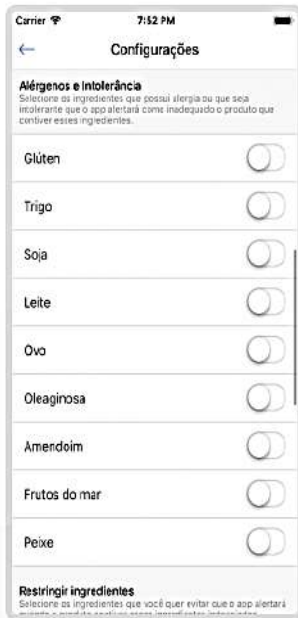 Carrier 7:52 PM
Configurações
Alérgenos e Intolerância
Selecione os ingredientes que possui alergia ou que seja
intolerante que o app alertará como inadequado o produto que
contiver esses ingredientes.
Glúten
Trigo
Soja
Leite
Ovo
Oleaginosa
Amendoim
Frutos do mar
Peixe
Restringir ingredientes
Selecione os ingredientes que você quer evitar que o app alertará
quando o produto